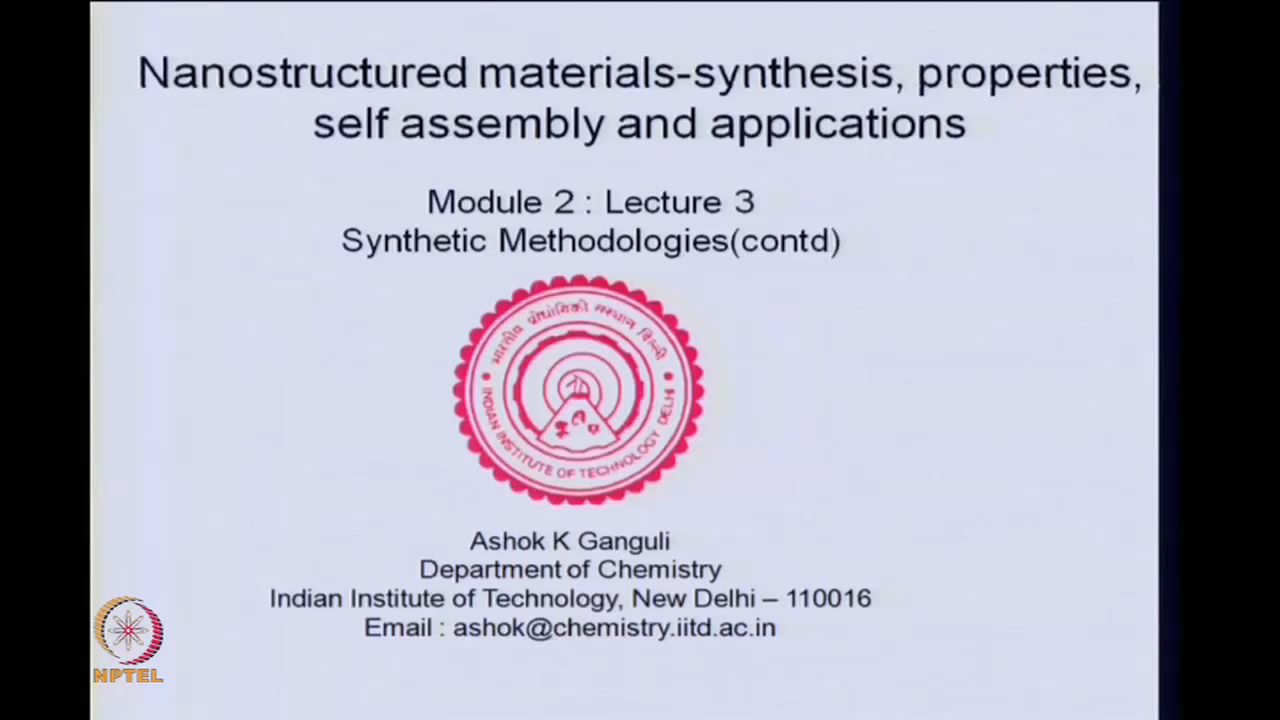 Nanostructured materials-synthesis, properties,
self assembly and applications
Module 2 : Lecture 3
Synthetic Methodologies(contd)
भारतीय प्रौद्योगिकी संस्थान दिल्ली
INDIAN INSTITUTE OF TECHNOLOGY DELHI
Ashok K Ganguli
Department of Chemistry
Indian Institute of Technology, New Delhi – 110016
Email : ashok@chemistry.iitd.ac.in
NPTEL